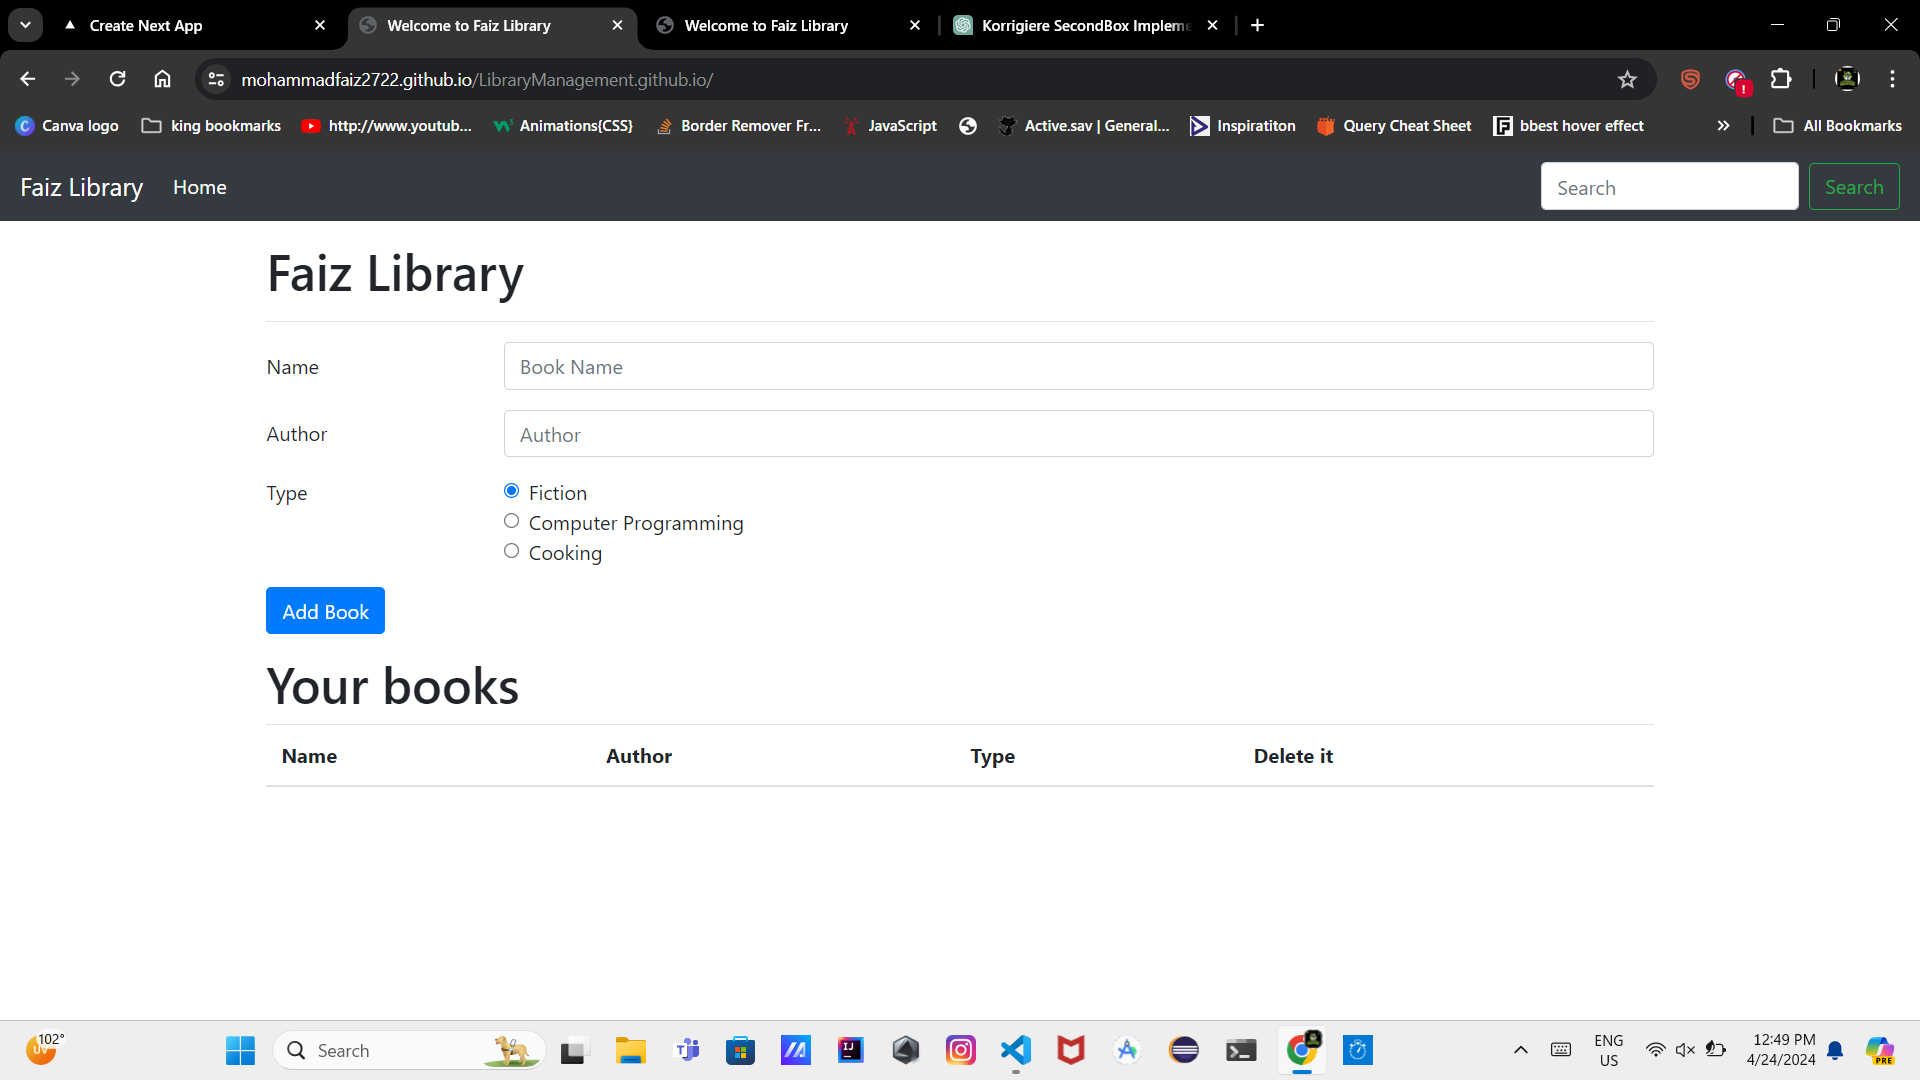 Create Next App
Welcome to Faiz Library
Welcome to Faiz Library
Korrigiere SecondBox Impleme
mohammadfaiz2722.github.io/LibraryManagement.github.io/
Canva logo
king bookmarks
http://www.youtub...
Animations{CSS}
Border Remover Fr...
JavaScript
Active.sav | General...
Inspiratiton
Query Cheat Sheet
bbest hover effect
All Bookmarks
Faiz Library
Home
Search
Search
Faiz Library
Name
Book Name
Author
Author
Type
Fiction
Computer Programming
Cooking
Add Book
Your books
Name Author Type Delete it
102°
UV
Search
ENG
US
12:49 PM
4/24/2024
PRE